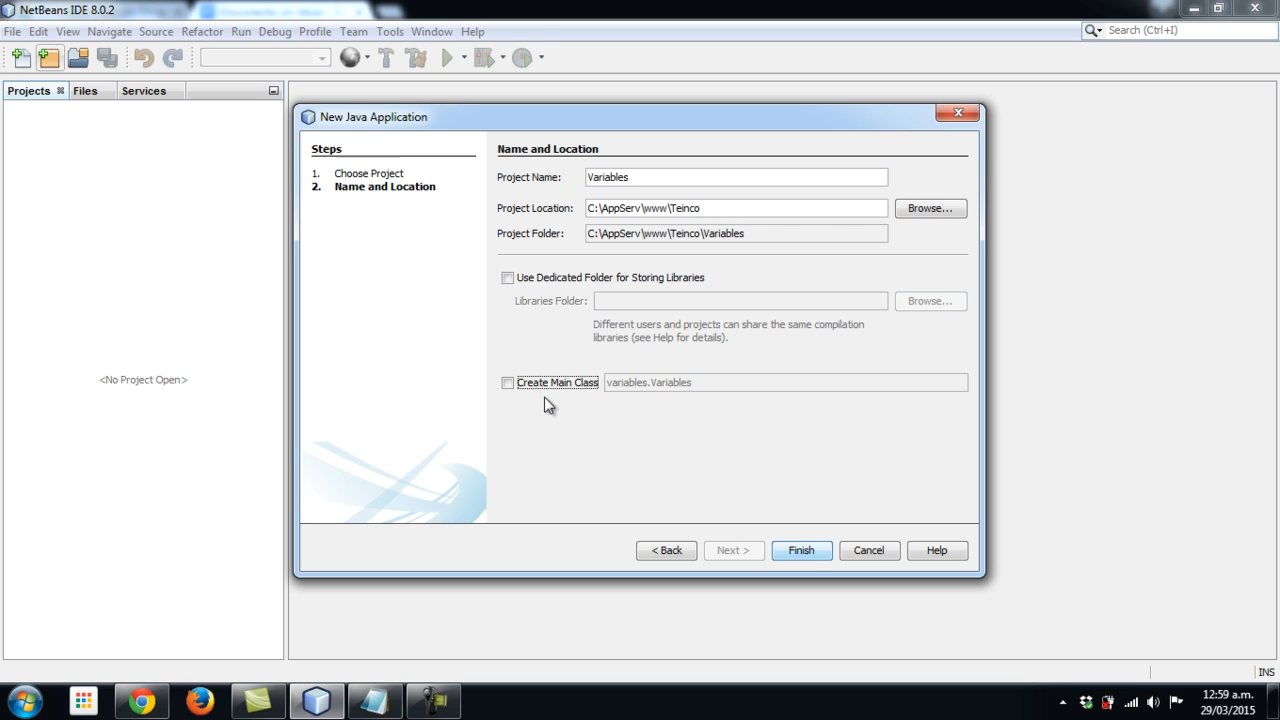 NetBeans IDE 8.0.2
File Edit View Navigate Source Refactor Run Debug Profile Team Tools Window Help
Search (Ctrl+I)
Projects Files Services
<No Project Open>
New Java Application
Steps
1. Choose Project
2. Name and Location
Name and Location
Project Name: Variables
Project Location: C:\AppServ\www\Teinco Browse...
Project Folder: C:\AppServ\www\Teinco\Variables
Use Dedicated Folder for Storing Libraries
Libraries Folder: Browse...
Different users and projects can share the same compilation
libraries (see Help for details).
Create Main Class variables.Variables
< Back Next > Finish Cancel Help
INS
12:59 a.m.
29/03/2015